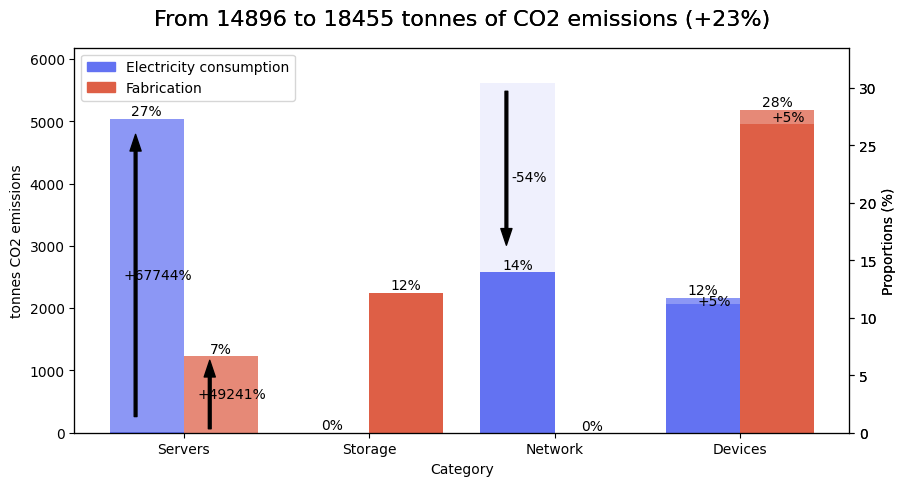 From 14896 to 18455 tonnes of CO2 emissions (+23%)
Electricity consumption
Fabrication
6000
5000
4000
3000
2000
1000
0
tonnes CO2 emissions
27%
+67744%
7%
+49241%
0%
12%
-54%
14%
0%
12%
+5%
28%
+5%
30
25
20
15
10
5
0
Proportions (%)
Servers
Storage
Network
Devices
Category